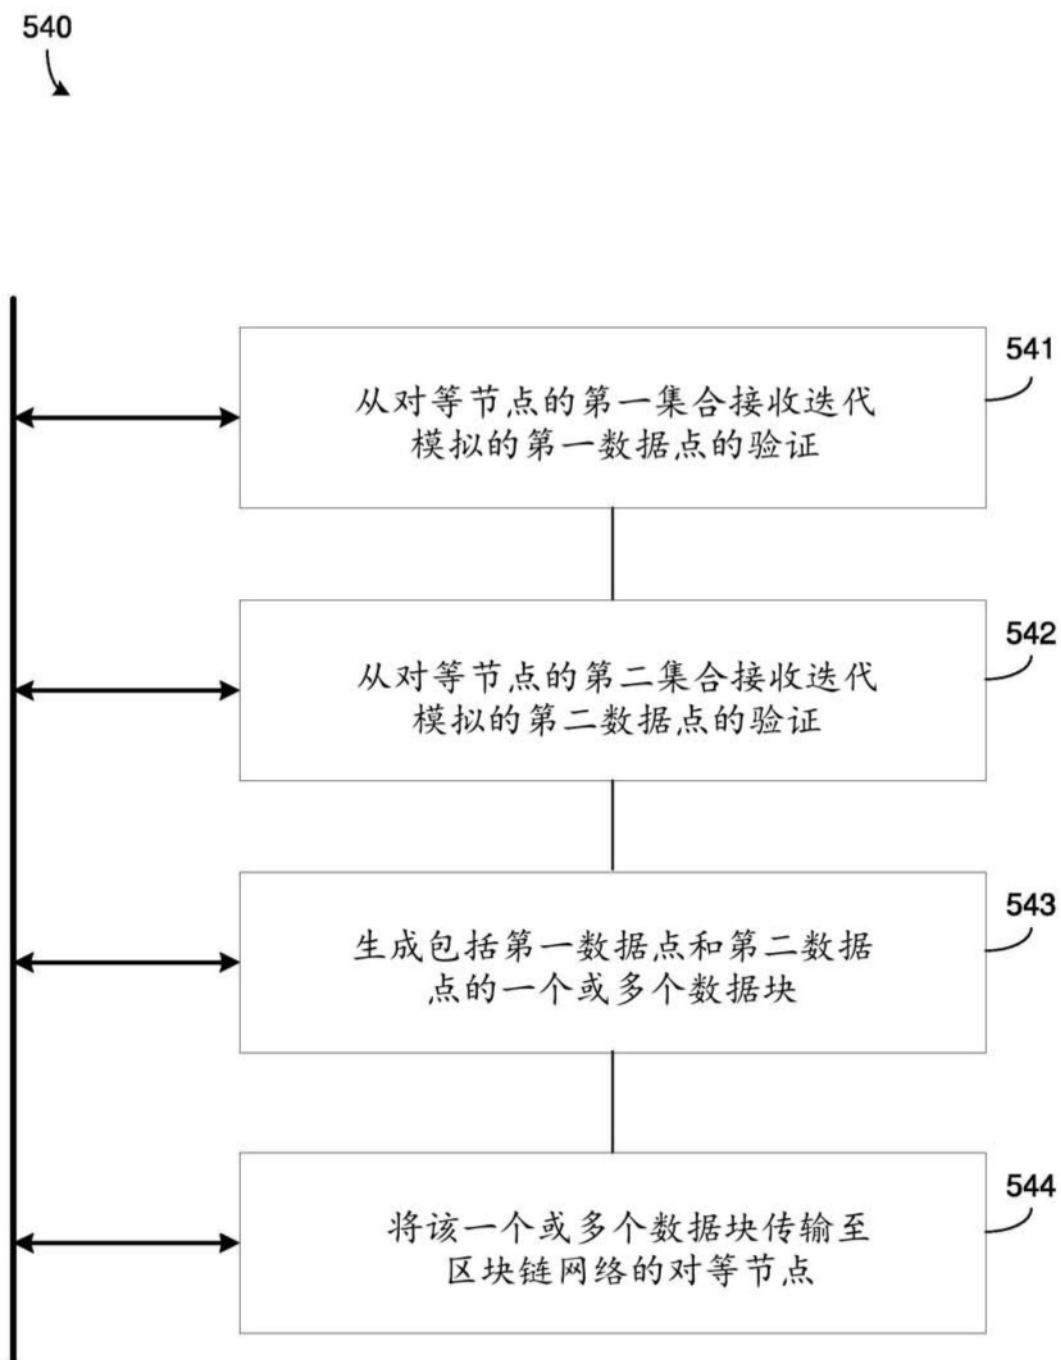 540
541
从对等节点的第一集合接收迭代
模拟的第一数据点的验证
542
从对等节点的第二集合接收迭代
模拟的第二数据点的验证
543
生成包括第一数据点和第二数据
点的一个或多个数据块
544
将该一个或多个数据块传输至
区块链网络的对等节点